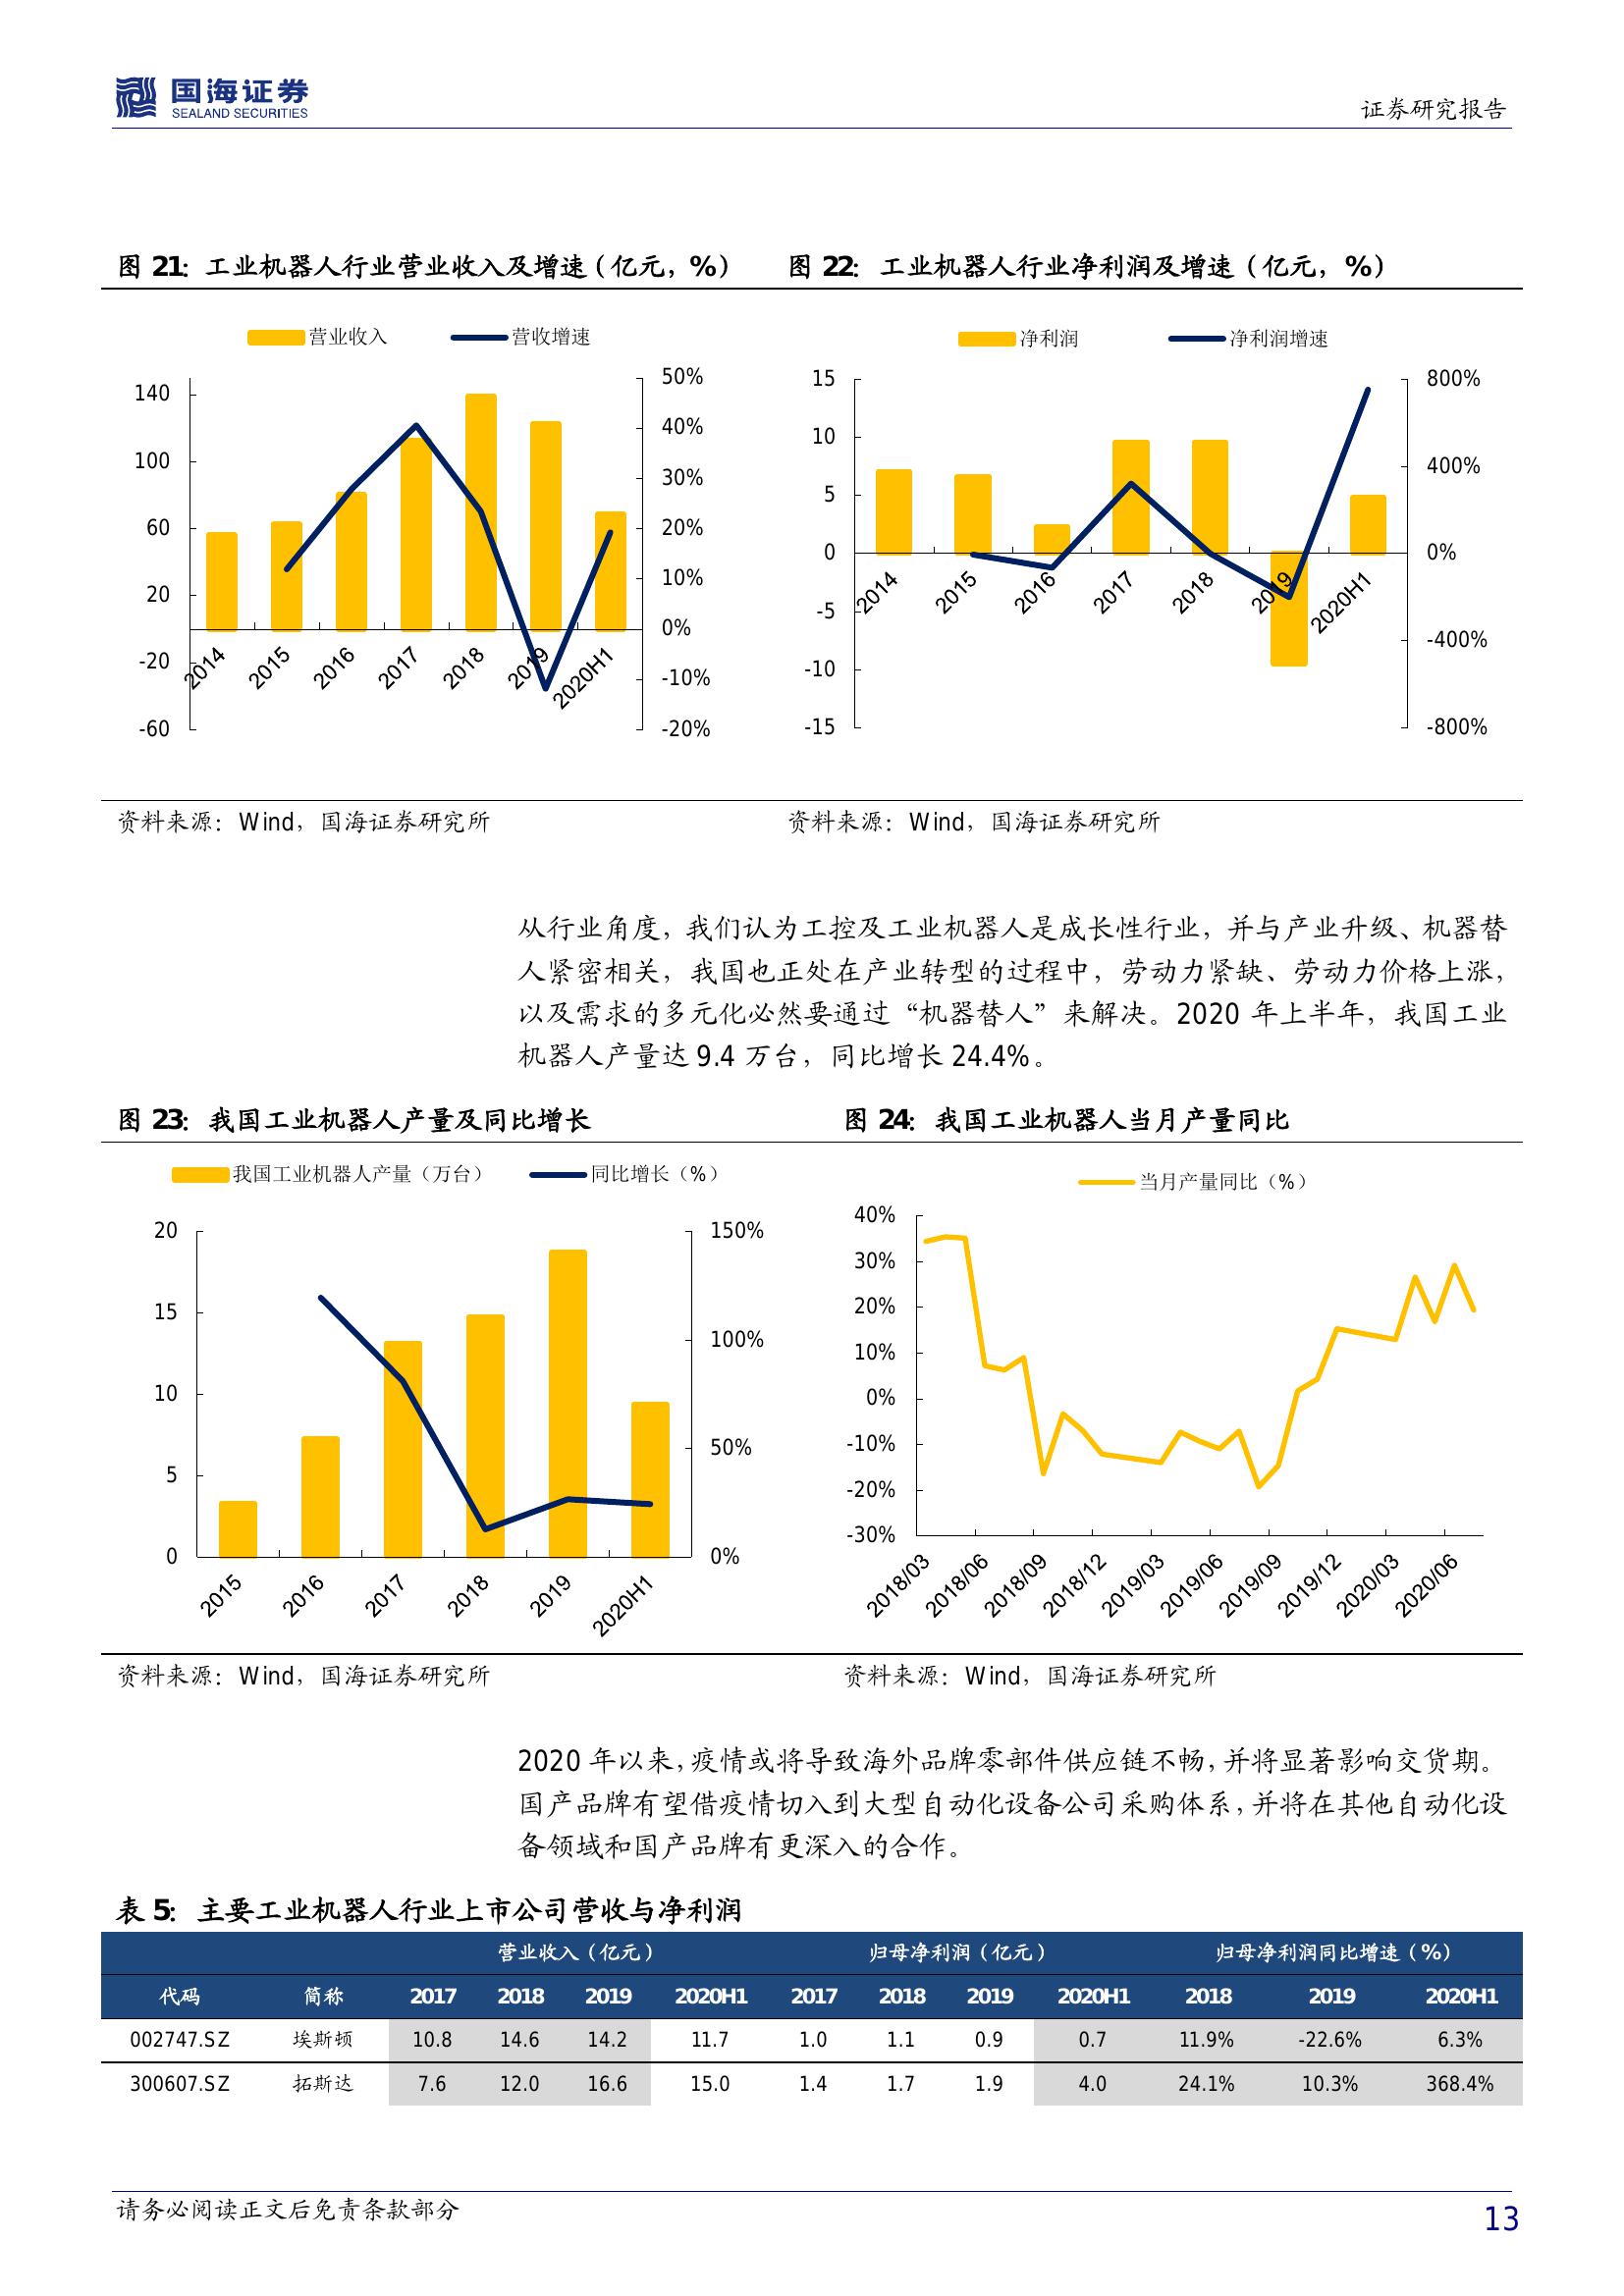 国海证券
SEALAND SECURITIES
证券研究报告
图 21：工业机器人行业营业收入及增速（亿元，%）
营业收入
营收增速
140
100
60
20
-20
-60
50%
40%
30%
20%
10%
0%
-10%
-20%
2014
2015
2016
2017
2018
2019
2020H1
图 22：工业机器人行业净利润及增速（亿元，%）
净利润
净利润增速
15
10
5
0
-5
-10
-15
800%
400%
0%
-400%
-800%
2014
2015
2016
2017
2018
2019
2020H1
资料来源：Wind，国海证券研究所
资料来源：Wind，国海证券研究所
从行业角度，我们认为工控及工业机器人是成长性行业，并与产业升级、机器替
人紧密相关，我国也正处在产业转型的过程中，劳动力紧缺、劳动力价格上涨，
以及需求的多元化必然要通过“机器替人”来解决。2020 年上半年，我国工业
机器人产量达 9.4 万台，同比增长 24.4%。
图 23：我国工业机器人产量及同比增长
我国工业机器人产量（万台）
同比增长（%）
20
15
10
5
0
150%
100%
50%
0%
2015
2016
2017
2018
2019
2020H1
图 24：我国工业机器人当月产量同比
当月产量同比（%）
40%
30%
20%
10%
0%
-10%
-20%
-30%
2018/03
2018/06
2018/09
2018/12
2019/03
2019/06
2019/09
2019/12
2020/03
2020/06
资料来源：Wind，国海证券研究所
资料来源：Wind，国海证券研究所
2020 年以来，疫情或将导致海外品牌零部件供应链不畅，并将显著影响交货期。
国产品牌有望借疫情切入到大型自动化设备公司采购体系，并将在其他自动化设
备领域和国产品牌有更深入的合作。
表 5：主要工业机器人行业上市公司营收与净利润
营业收入（亿元） 归母净利润（亿元） 归母净利润同比增速（%）
代码 简称 2017 2018 2019 2020H1 2017 2018 2019 2020H1 2018 2019 2020H1
002747.SZ 埃斯顿 10.8 14.6 14.2 11.7 1.0 1.1 0.9 0.7 11.9% -22.6% 6.3%
300607.SZ 拓斯达 7.6 12.0 16.6 15.0 1.4 1.7 1.9 4.0 24.1% 10.3% 368.4%
请务必阅读正文后免责条款部分
13